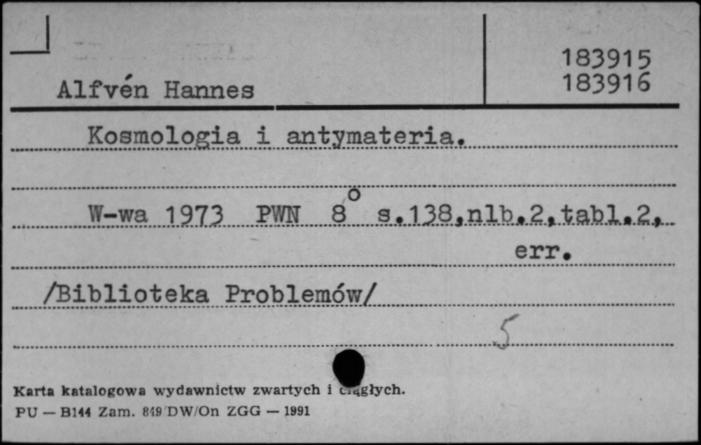 183915
Alfvén Hannes 183916
Kosmologia i antymateria.
W-wa 1973 PWN 8° s.138,nlb.2,tabl.2,
err.
/Biblioteka Problemów/
5
Karta katalogowa wydawnictw zwartych i ciągłych.
PU — B144 Zam. 849 DW/On ZGG — 1991